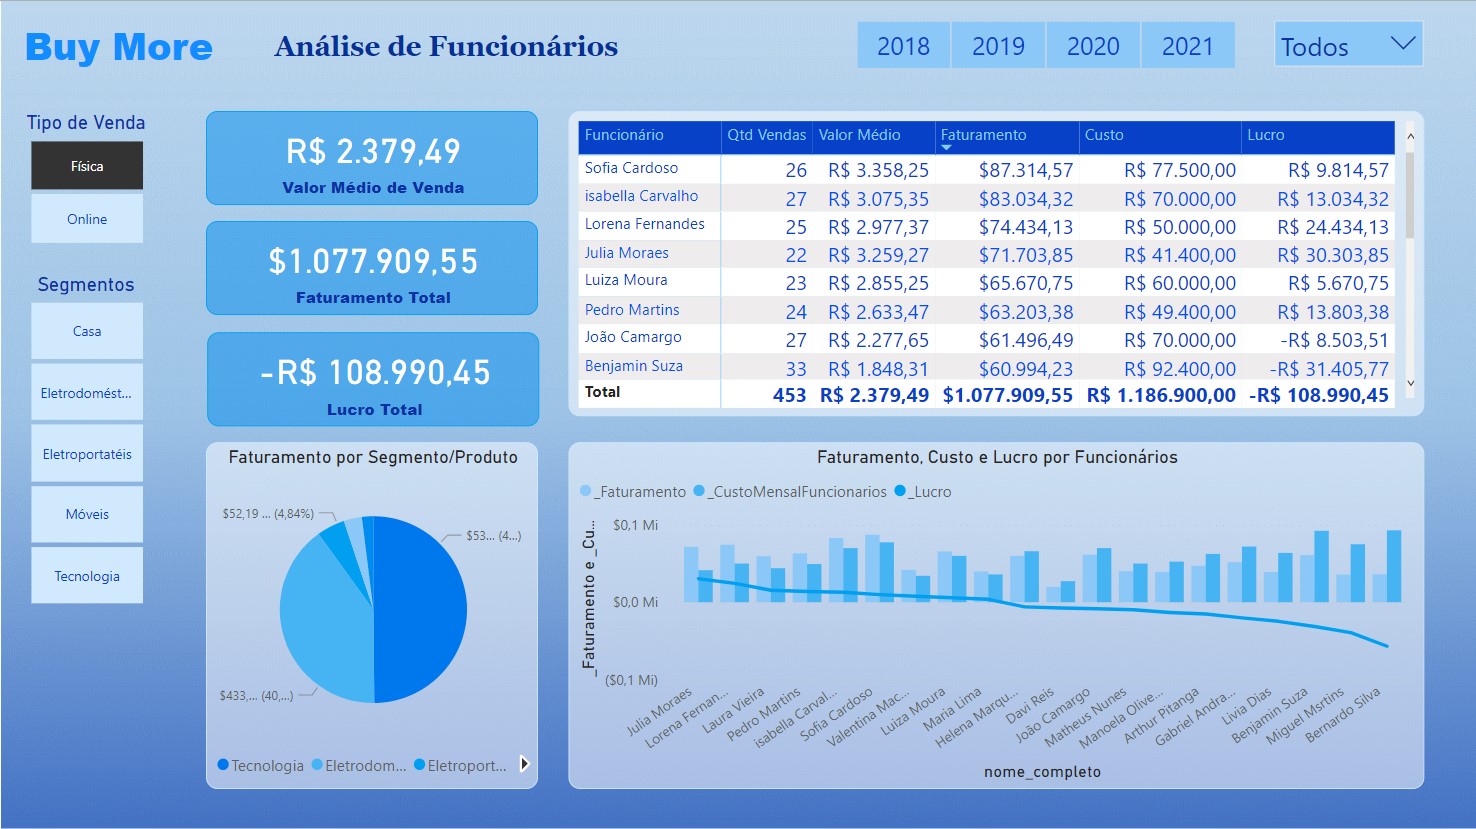 Buy More
Análise de Funcionários
2018 2019 2020 2021
Todos
Tipo de Venda
Física
Online
Segmentos
Casa
Eletrodomést...
Eletroportatéis
Móveis
Tecnologia
R$ 2.379,49
Valor Médio de Venda
$1.077.909,55
Faturamento Total
-R$ 108.990,45
Lucro Total
Funcionário Qtd Vendas Valor Médio Faturamento Custo Lucro
Sofia Cardoso 26 R$ 3.358,25 $87.314,57 R$ 77.500,00 R$ 9.814,57
isabella Carvalho 27 R$ 3.075,35 $83.034,32 R$ 70.000,00 R$ 13.034,32
Lorena Fernandes 25 R$ 2.977,37 $74.434,13 R$ 50.000,00 R$ 24.434,13
Julia Moraes 22 R$ 3.259,27 $71.703,85 R$ 41.400,00 R$ 30.303,85
Luiza Moura 23 R$ 2.855,25 $65.670,75 R$ 60.000,00 R$ 5.670,75
Pedro Martins 24 R$ 2.633,47 $63.203,38 R$ 49.400,00 R$ 13.803,38
João Camargo 27 R$ 2.277,65 $61.496,49 R$ 70.000,00 -R$ 8.503,51
Benjamin Suza 33 R$ 1.848,31 $60.994,23 R$ 92.400,00 -R$ 31.405,77
Total 453 R$ 2.379,49 $1.077.909,55 R$ 1.186.900,00 -R$ 108.990,45
Faturamento por Segmento/Produto
$52,19 ... (4,84%)
$53... (4...)
$433,... (40,...)
Tecnologia Eletrodom... Eletroport...
Faturamento, Custo e Lucro por Funcionários
_Faturamento _CustoMensalFuncionarios _Lucro
_Faturamento e _Cu...
$0,1 Mi
$0,0 Mi
($0,1 Mi)
Julia Moraes
Lorena Fernan...
Laura Vieira
Pedro Martins
isabella Carval...
Sofia Cardoso
Valentina Mac...
Luiza Moura
Maria Lima
Helena Marqu...
Davi Reis
João Camargo
Matheus Nunes
Manoela Olive...
Arthur Pitanga
Gabriel Andra...
Livia Dias
Benjamin Suza
Miguel Msrtins
Bernardo Silva
nome_completo